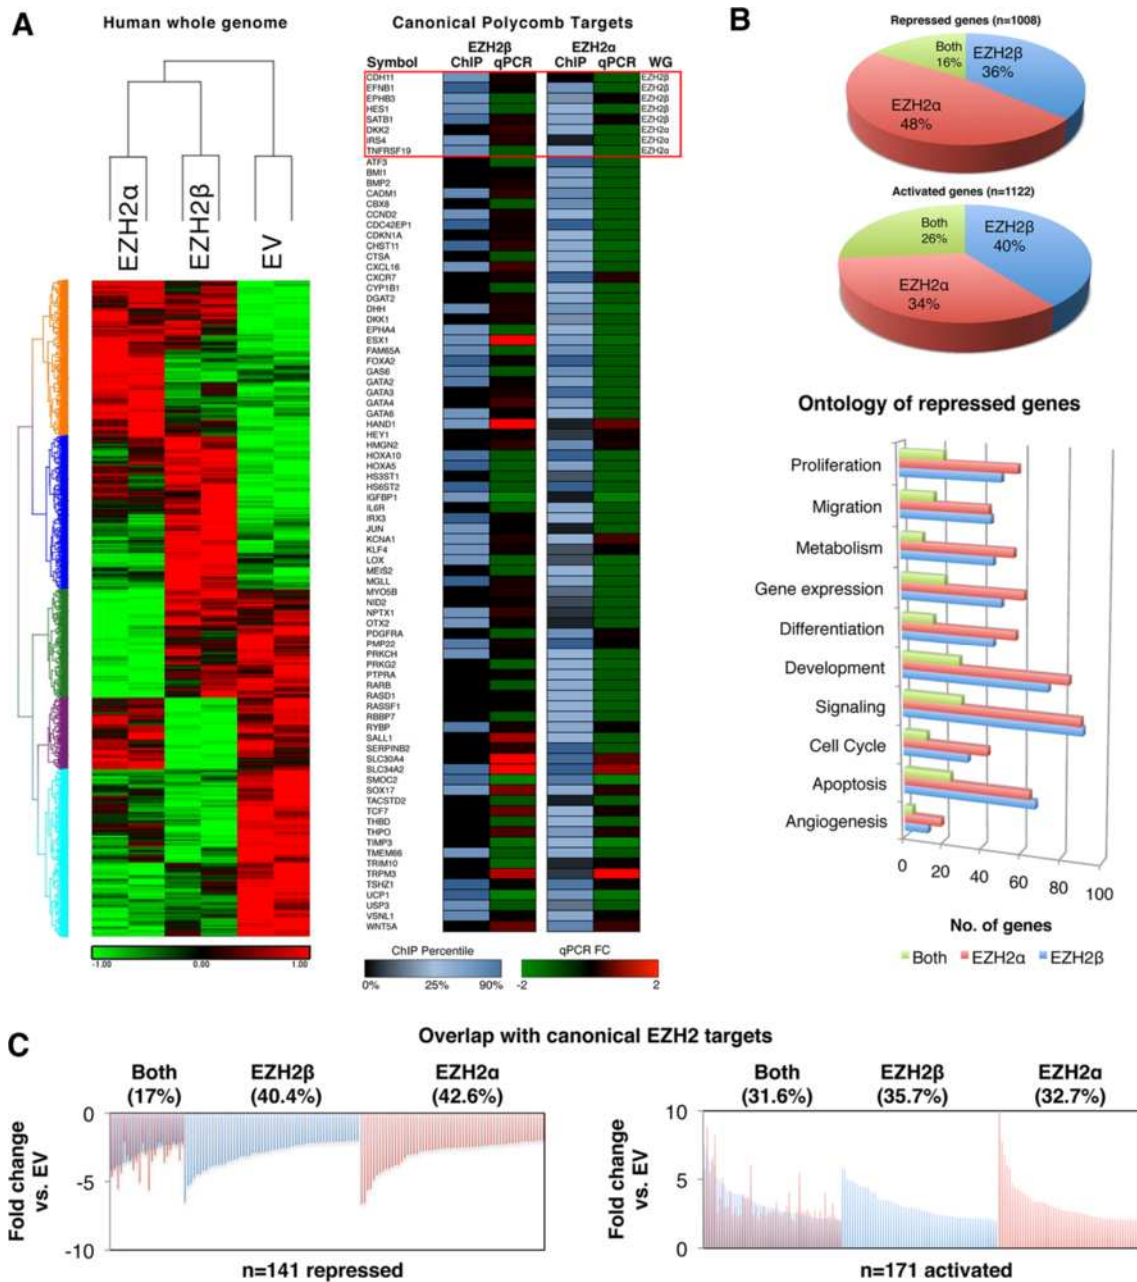 A
Human whole genome
EZH2α
EZH2β
EV
-1.00 0.00 1.00
Canonical Polycomb Targets
EZH2β EZH2α
Symbol ChIP qPCR ChIP qPCR WG
CDH11 EZH2β
EFNB1 EZH2β
EPHB3 EZH2β
HES1 EZH2β
SATB1 EZH2β
DKK2 EZH2α
IRS4 EZH2α
TNFRSF19 EZH2α
ATF3
BMI1
BMP2
CADM1
CBX8
CCND2
CDC42EP1
CDKN1A
CHST11
CTSA
CXCL16
CXCR7
CYP1B1
DGAT2
DHH
DKK1
EPHA4
ESX1
FAM65A
FOXA2
GAS6
GATA2
GATA3
GATA4
GATA6
HAND1
HEY1
HMGN2
HOXA10
HOXA5
HS3ST1
HS6ST2
IGFBP1
IL6R
IRX3
JUN
KCNA1
KLF4
LOX
MEIS2
MGLL
MYO5B
NID2
NPTX1
OTX2
PDGFRA
PMP22
PRKCH
PRKG2
PTPRA
RARB
RASD1
RASSF1
RBBP7
RYBP
SALL1
SERPINB2
SLC30A4
SLC34A2
SMOC2
SOX17
TACSTD2
TCF7
THBD
THPO
TIMP3
TMEM66
TRIM10
TRPM3
TSHZ1
UCP1
USP3
VSNL1
WNT5A
ChIP Percentile qPCR FC
0% 25% 90% -2 2
B
Repressed genes (n=1008)
Both
16%
EZH2β
36%
EZH2α
48%
Activated genes (n=1122)
Both
26%
EZH2β
40%
EZH2α
34%
Ontology of repressed genes
Proliferation
Migration
Metabolism
Gene expression
Differentiation
Development
Signaling
Cell Cycle
Apoptosis
Angiogenesis
0 20 40 60 80 100
No. of genes
Both EZH2α EZH2β
C
Overlap with canonical EZH2 targets
Both EZH2β EZH2α
(17%) (40.4%) (42.6%)
Fold change
vs. EV
0
-5
-10
n=141 repressed
Both EZH2β EZH2α
(31.6%) (35.7%) (32.7%)
Fold change
vs. EV
10
5
0
n=171 activated